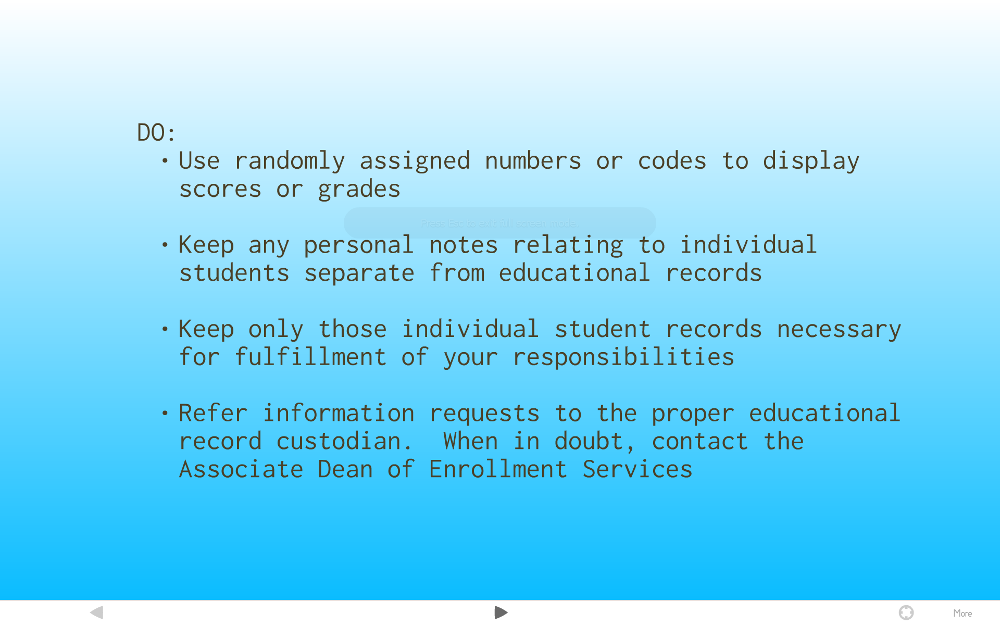 DO:
• Use randomly assigned numbers or codes to display
scores or grades
Press Esc to exit full screen mode.
• Keep any personal notes relating to individual
students separate from educational records
• Keep only those individual student records necessary
for fulfillment of your responsibilities
• Refer information requests to the proper educational
record custodian.  When in doubt, contact the
Associate Dean of Enrollment Services
More